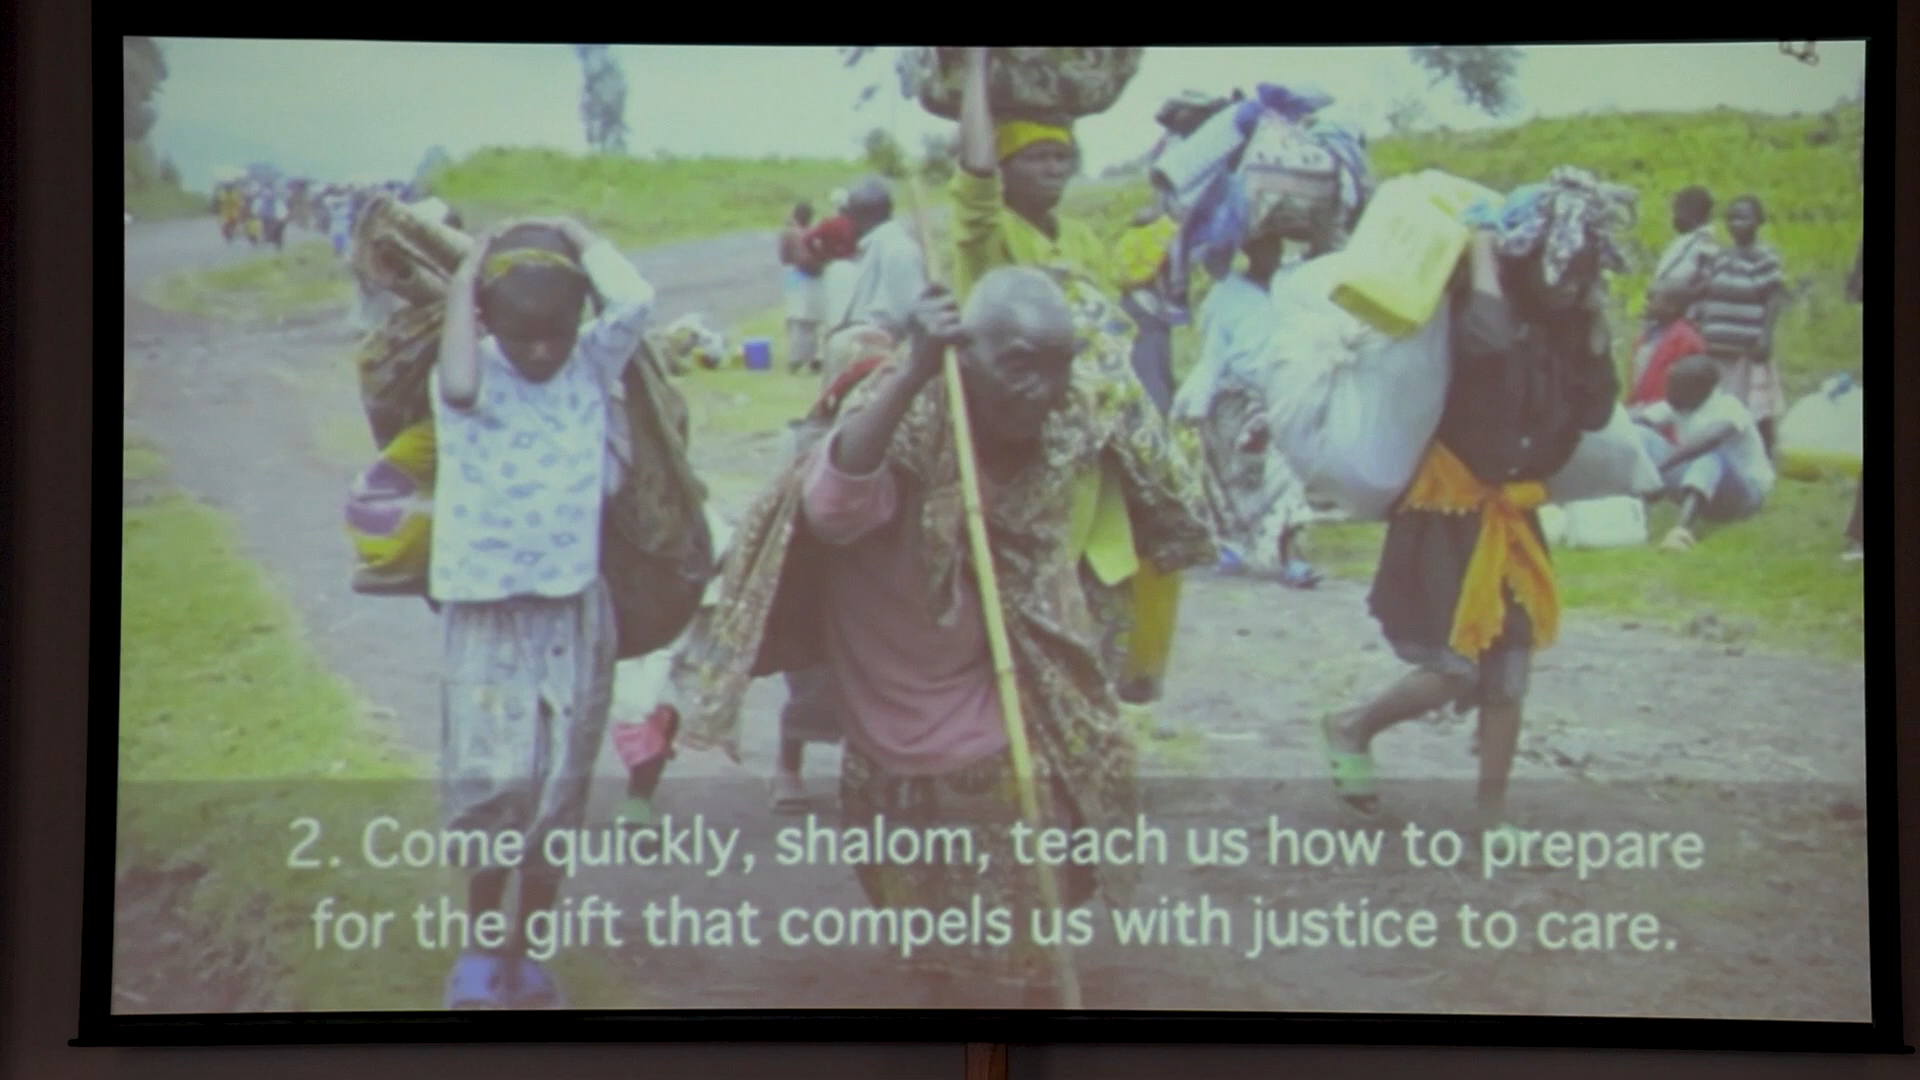 2. Come quickly, shalom, teach us how to prepare
for the gift that compels us with justice to care.